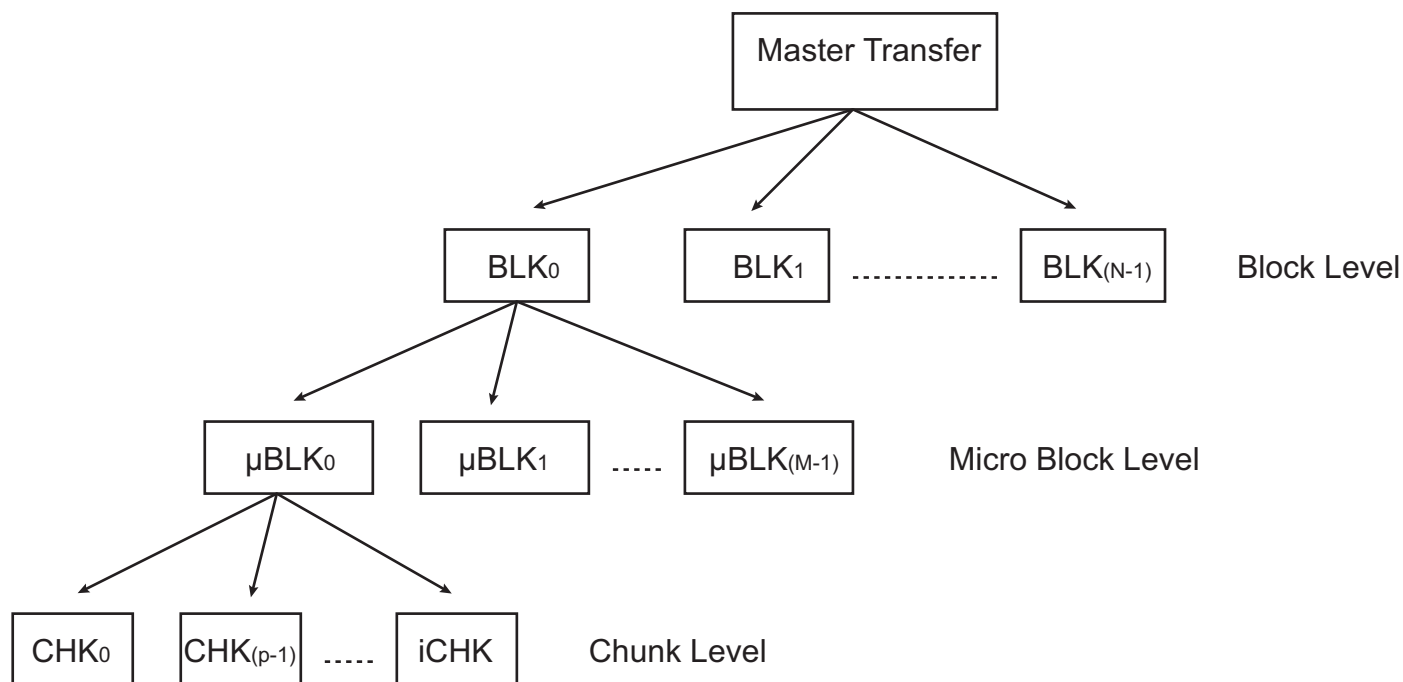 Master Transfer
BLK0 BLK1 BLK(N-1) Block Level
µBLK0 µBLK1 µBLK(M-1) Micro Block Level
CHK0 CHK(p-1) iCHK Chunk Level